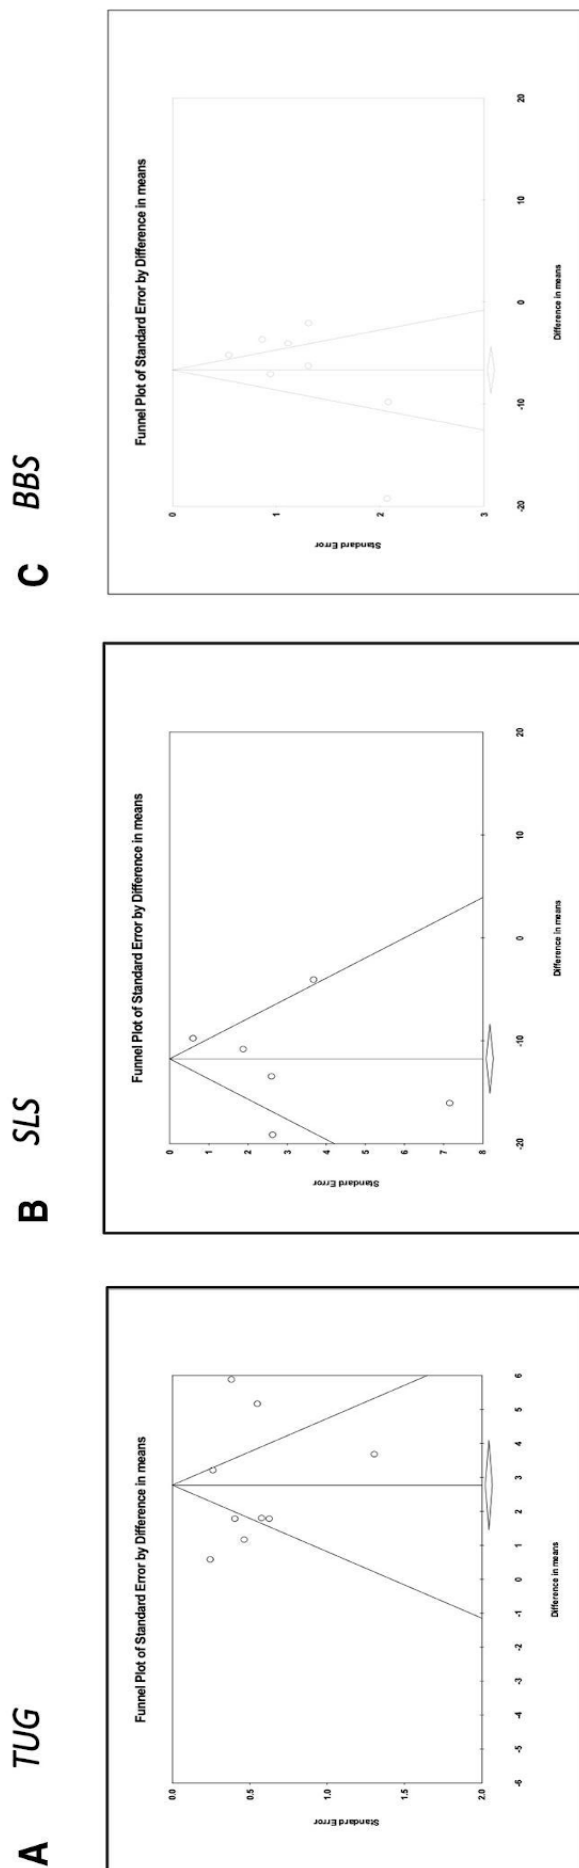 A TUG
Funnel Plot of Standard Error by Difference in means
Standard Error
0.0
0.5
1.0
1.5
2.0
-6 -5 -4 -3 -2 -1 0 1 2 3 4 5 6
Difference in means
B SLS
Funnel Plot of Standard Error by Difference in means
Standard Error
0
1
2
3
4
5
6
7
8
-20 -10 0 10 20
Difference in means
C BBS
Funnel Plot of Standard Error by Difference in means
Standard Error
0
1
2
3
-20 -10 0 10 20
Difference in means